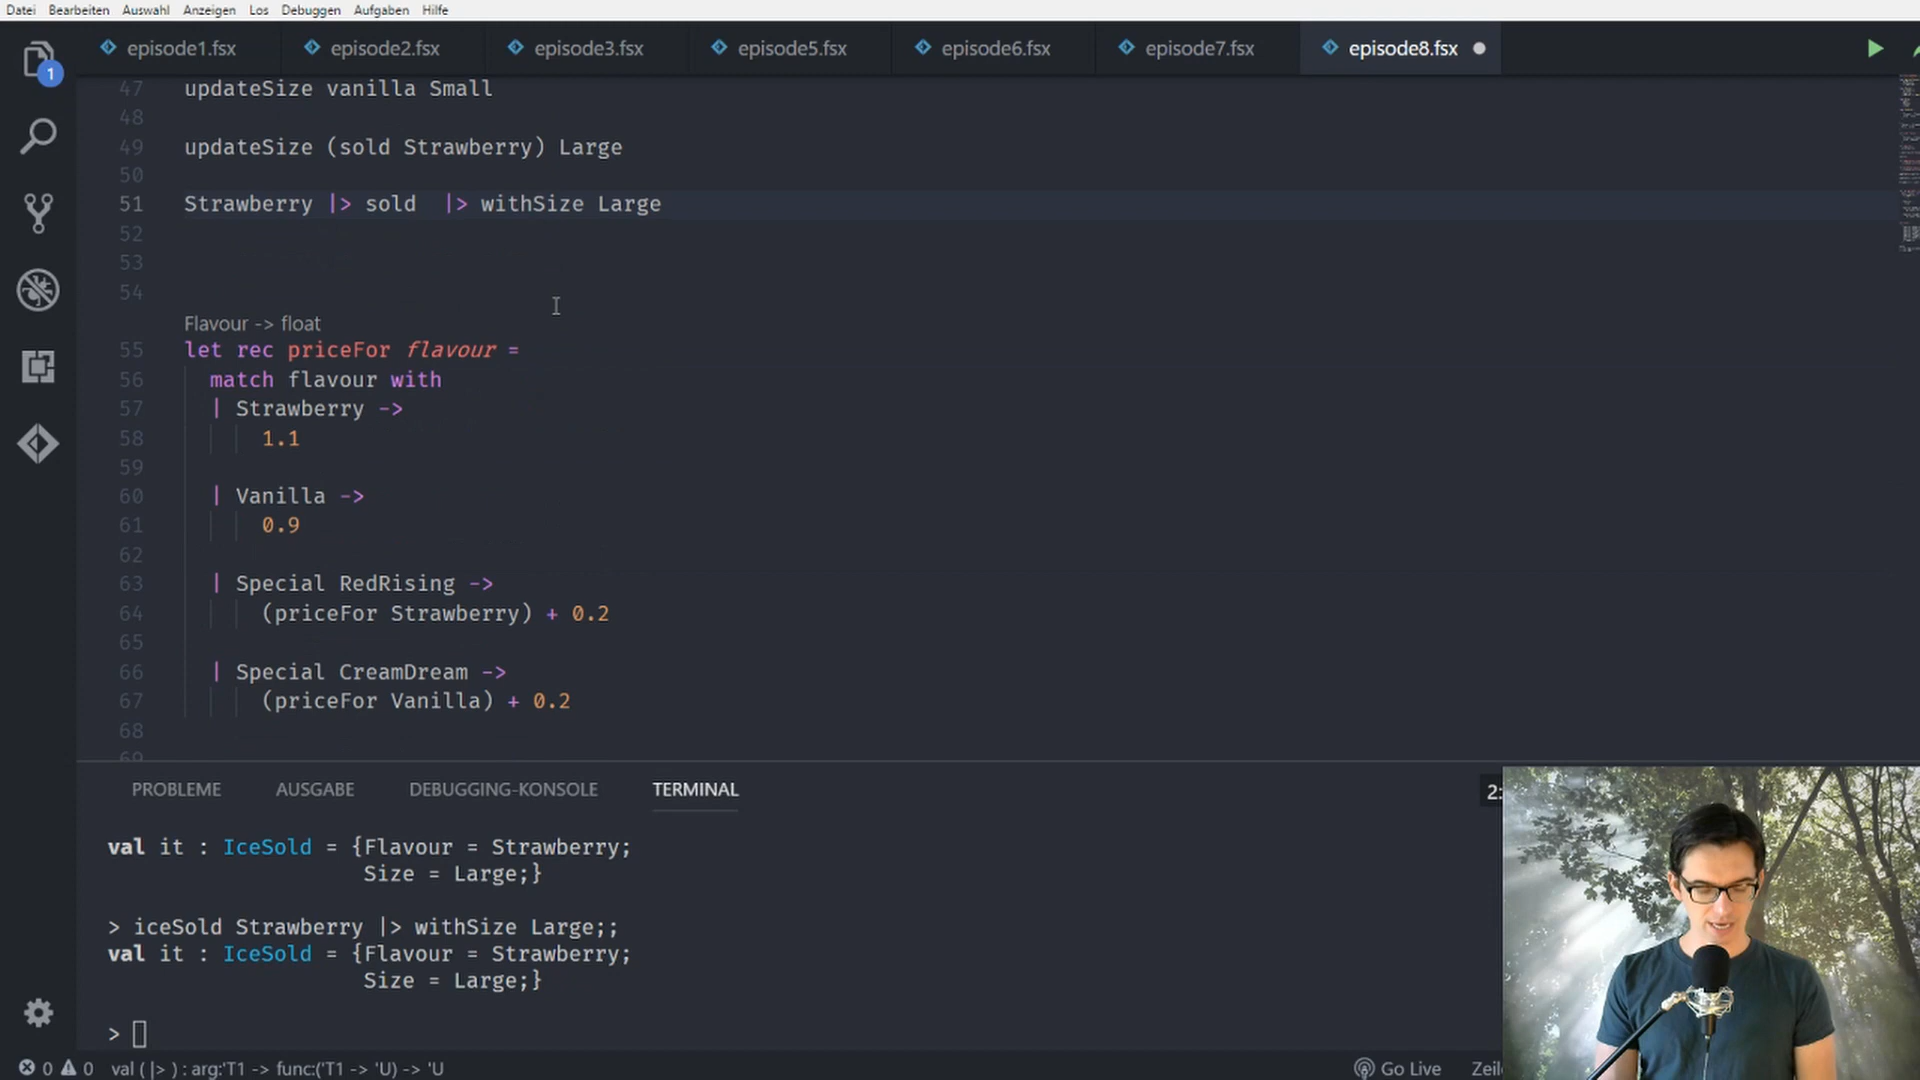 Datei Bearbeiten Auswahl Anzeigen Los Debuggen Aufgaben Hilfe
episode1.fsx episode2.fsx episode3.fsx episode5.fsx episode6.fsx episode7.fsx episode8.fsx
1
47 updateSize vanilla Small
48
49 updateSize (sold Strawberry) Large
50
51 Strawberry |> sold  |> withSize Large
52
53
54
Flavour -> float
55 let rec priceFor flavour =
56 match flavour with
57 | Strawberry ->
58 1.1
59
60 | Vanilla ->
61 0.9
62
63 | Special RedRising ->
64 (priceFor Strawberry) + 0.2
65
66 | Special CreamDream ->
67 (priceFor Vanilla) + 0.2
68
69
PROBLEME AUSGABE DEBUGGING-KONSOLE TERMINAL 2:
val it : IceSold = {Flavour = Strawberry;
Size = Large;}
> iceSold Strawberry |> withSize Large;;
val it : IceSold = {Flavour = Strawberry;
Size = Large;}
>
0 0 val ( |> ) : arg:'T1 -> func:('T1 -> 'U) -> 'U Go Live Zeil